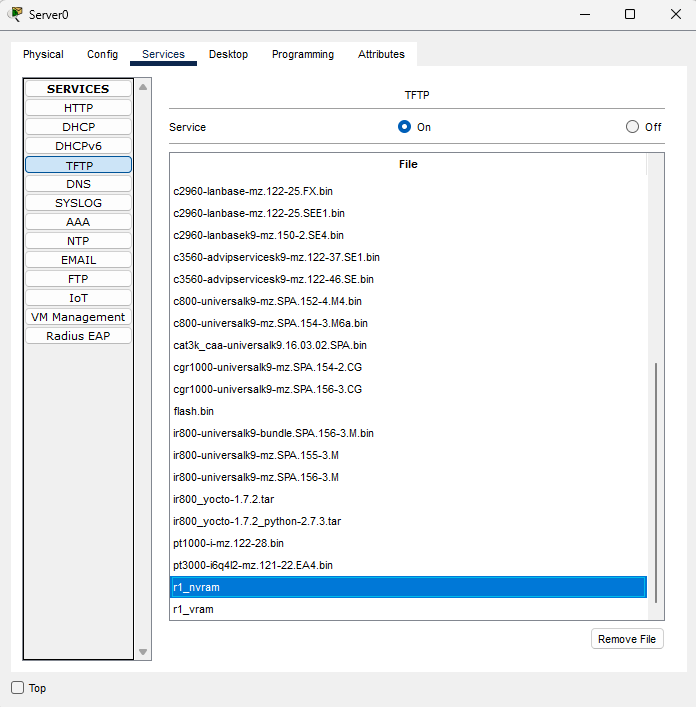 Server0
Physical Config Services Desktop Programming Attributes
SERVICES
HTTP
DHCP
DHCPv6
TFTP
DNS
SYSLOG
AAA
NTP
EMAIL
FTP
IoT
VM Management
Radius EAP
TFTP
Service On Off
File
c2960-lanbase-mz.122-25.FX.bin
c2960-lanbase-mz.122-25.SEE1.bin
c2960-lanbasek9-mz.150-2.SE4.bin
c3560-advipservicesk9-mz.122-37.SE1.bin
c3560-advipservicesk9-mz.122-46.SE.bin
c800-universalk9-mz.SPA.152-4.M4.bin
c800-universalk9-mz.SPA.154-3.M6a.bin
cat3k_caa-universalk9.16.03.02.SPA.bin
cgr1000-universalk9-mz.SPA.154-2.CG
cgr1000-universalk9-mz.SPA.156-3.CG
flash.bin
ir800-universalk9-bundle.SPA.156-3.M.bin
ir800-universalk9-mz.SPA.155-3.M
ir800-universalk9-mz.SPA.156-3.M
ir800_yocto-1.7.2.tar
ir800_yocto-1.7.2_python-2.7.3.tar
pt1000-i-mz.122-28.bin
pt3000-i6q4l2-mz.121-22.EA4.bin
r1_nvram
r1_vram
Remove File
Top